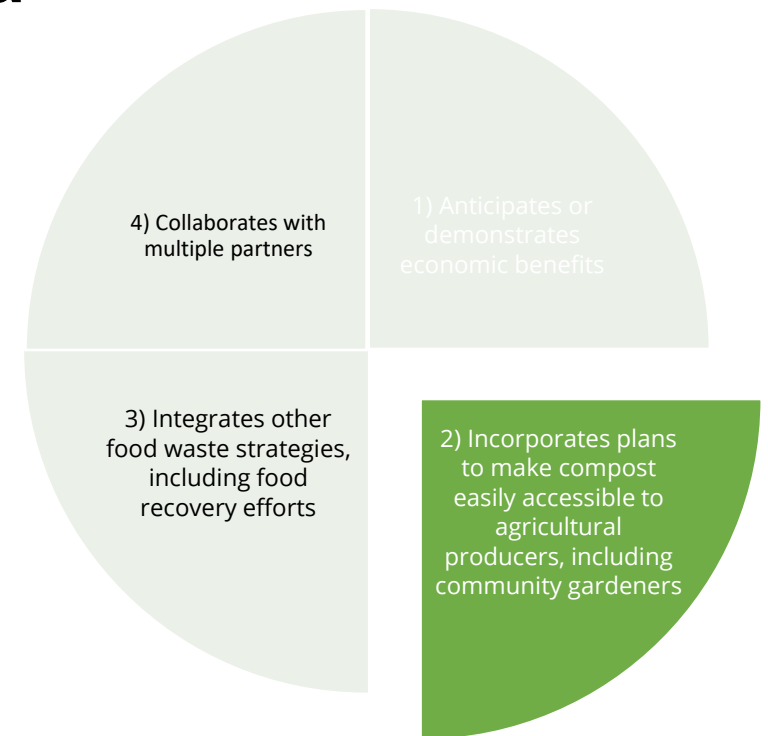 1) Anticipates or
demonstrates
economic benefits
2) Incorporates plans
to make compost
easily accessible to
agricultural
producers, including
community gardeners
3) Integrates other
food waste strategies,
including food
recovery efforts
4) Collaborates with
multiple partners